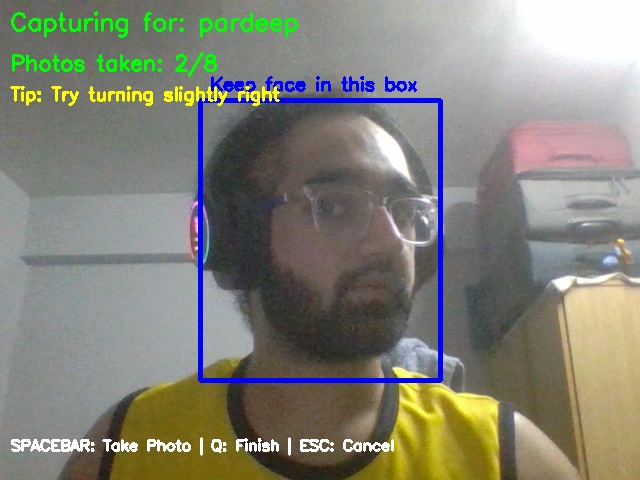 Capturing for: pardeep
Photos taken: 2/8
Keep face in this box
Tip: Try turning slightly right
SPACEBAR: Take Photo | Q: Finish | ESC: Cancel